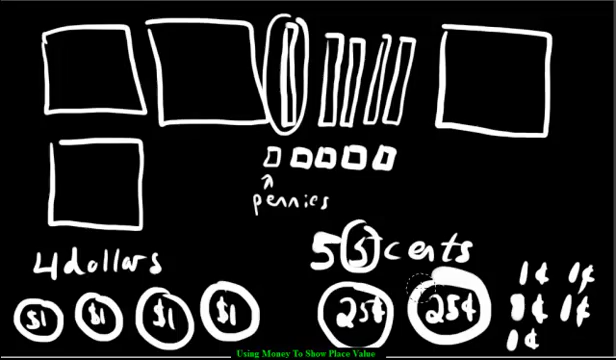 pennies
4 dollars
55 cents
$1 $1 $1 $1
25¢ 25¢
1¢ 1¢
1¢ 1¢
1¢
Using Money To Show Place Value